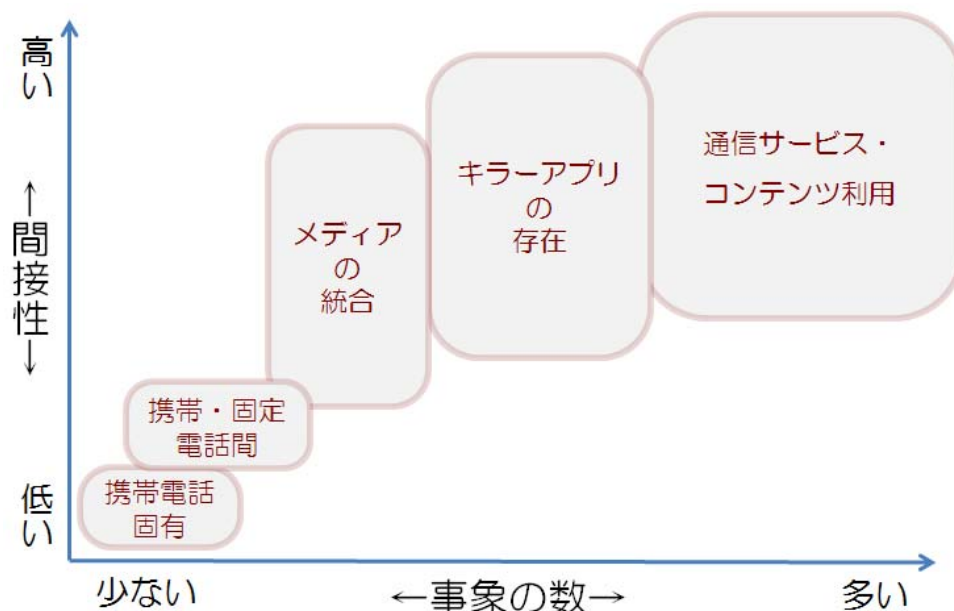 高い
←間接性→
低い
通信サービス・
コンテンツ利用
キラーアプリ
の
存在
メディア
の
統合
携帯・固定
電話間
携帯電話
固有
少ない
←事象の数→
多い